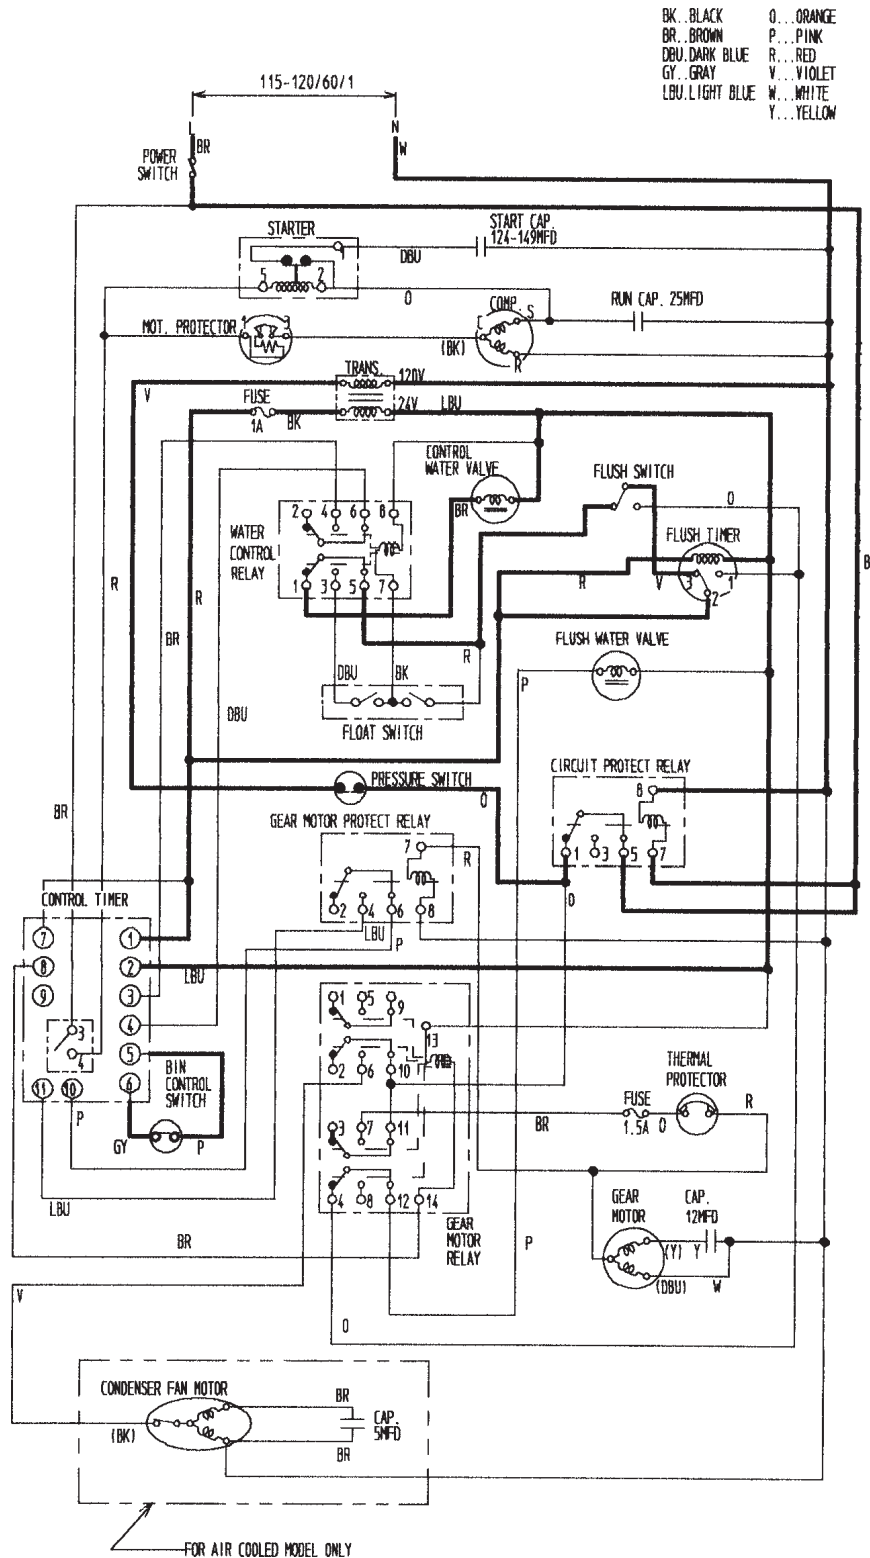 BK..BLACK O...ORANGE
BR..BROWN P...PINK
DBU.DARK BLUE R...RED
GY..GRAY V...VIOLET
LBU.LIGHT BLUE W...WHITE
Y...YELLOW
115-120/60/1
L N
BR W
POWER
SWITCH
STARTER
START CAP.
124-149MFD
1
DBU
5 2
O
RUN CAP. 25MFD
COMP.
S
C
R
MOT. PROTECTOR
1 3
(BK)
TRANS.
120V
V
FUSE
1A
BK
24V
LBU
CONTROL
WATER VALVE
BR
FLUSH SWITCH
O
FLUSH TIMER
2 4 6 8
WATER
CONTROL
RELAY
1 3 5 7
B
R
R
R
V
3 1
2
BR
R
FLUSH WATER VALVE
DBU BK
P
DBU
FLOAT SWITCH
PRESSURE SWITCH
O
CIRCUIT PROTECT RELAY
8
1 3 5 7
BR
GEAR MOTOR PROTECT RELAY
7
R
2 4 6 8
LBU P
O
CONTROL TIMER
7 1
8 2
LBU
9 3
3 4
4 5
11 10 6
BIN
CONTROL
SWITCH
P
GY P
LBU
BR
1 5 9
13
2 6 10
3 7 11
4 8 12 14
GEAR
MOTOR
RELAY
THERMAL
PROTECTOR
FUSE
1.5A O
R
BR
GEAR
MOTOR
CAP.
12MFD
(Y) Y
(DBU) W
P
V
O
CONDENSER FAN MOTOR
BR
CAP.
5MFD
(BK)
BR
FOR AIR COOLED MODEL ONLY